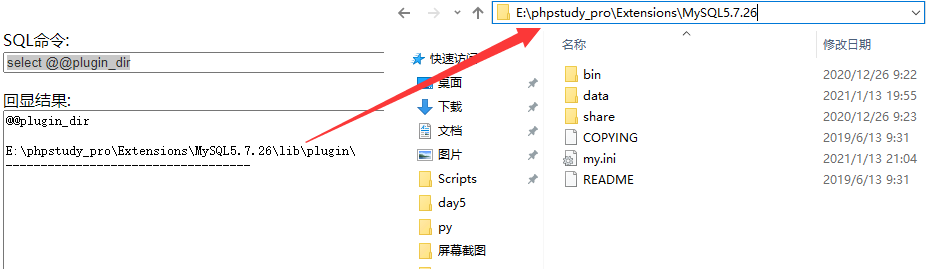 SQL命令:
select @@plugin_dir
回显结果:
@@plugin_dir
E:\phpstudy_pro\Extensions\MySQL5.7.26\lib\plugin\
------------------------------------
E:\phpstudy_pro\Extensions\MySQL5.7.26
快速访问
桌面
下载
文档
图片
Scripts
day5
py
屏幕截图
名称 修改日期
bin 2020/12/26 9:22
data 2021/1/13 19:55
share 2020/12/26 9:23
COPYING 2019/6/13 9:31
my.ini 2021/1/13 21:04
README 2019/6/13 9:31